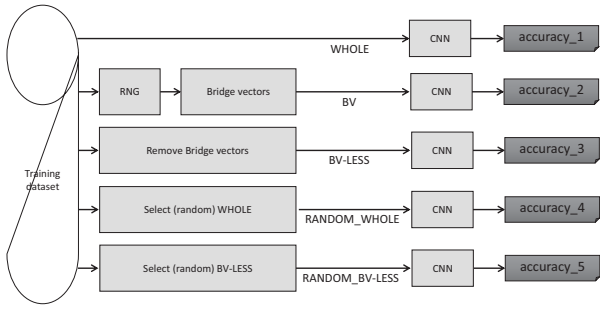 CNN
accuracy_1
WHOLE
RNG
Bridge vectors
CNN
accuracy_2
BV
Remove Bridge vectors
CNN
accuracy_3
BV-LESS
Training
dataset
Select (random) WHOLE
CNN
accuracy_4
RANDOM_WHOLE
Select (random) BV-LESS
CNN
accuracy_5
RANDOM_BV-LESS